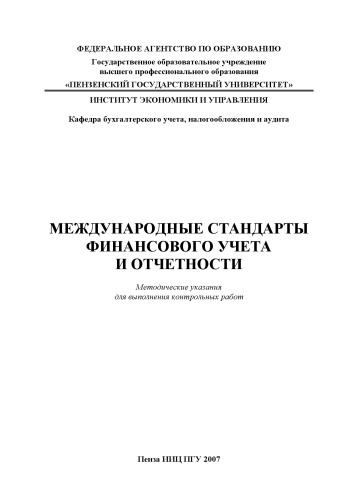 ФЕДЕРАЛЬНОЕ АГЕНТСТВО ПО ОБРАЗОВАНИЮ
Государственное образовательное учреждение
высшего профессионального образования
«ПЕНЗЕНСКИЙ ГОСУДАРСТВЕННЫЙ УНИВЕРСИТЕТ»
ИНСТИТУТ ЭКОНОМИКИ И УПРАВЛЕНИЯ
Кафедра бухгалтерского учета, налогообложения и аудита
МЕЖДУНАРОДНЫЕ СТАНДАРТЫ
ФИНАНСОВОГО УЧЕТА
И ОТЧЕТНОСТИ
Методические указания
для выполнения контрольных работ
Пенза ИИЦ ПГУ 2007